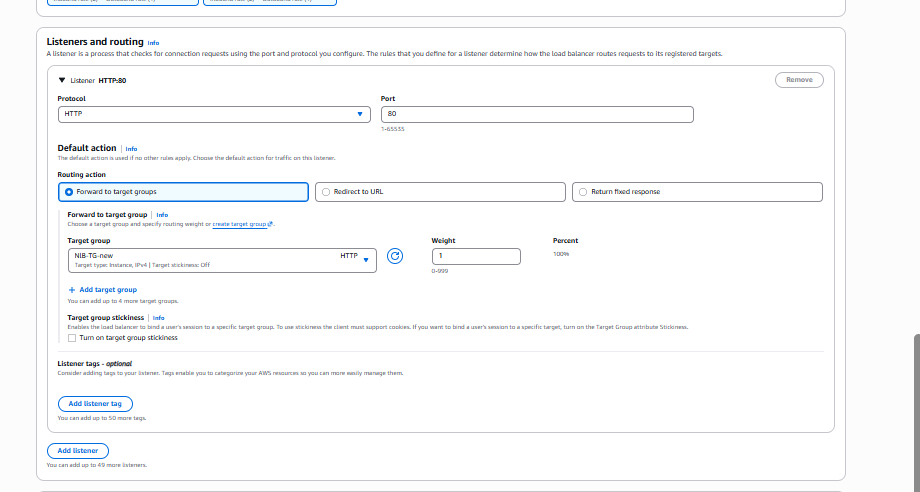 Listeners and routing Info
A listener is a process that checks for connection requests using the port and protocol you configure. The rules that you define for a listener determine how the load balancer routes requests to its registered targets.
Listener HTTP:80
Remove
Protocol
HTTP
Port
80
1-65535
Default action | Info
The default action is used if no other rules apply. Choose the default action for traffic on this listener.
Routing action
Forward to target groups
Redirect to URL
Return fixed response
Forward to target group | Info
Choose a target group and specify routing weight or create target group.
Target group
NIB-TG-new
HTTP
Target type: Instance, IPv4 | Target stickiness: Off
Weight
1
0-999
Percent
100%
+ Add target group
You can add up to 4 more target groups.
Target group stickiness | Info
Enables the load balancer to bind a user's session to a specific target group. To use stickiness the client must support cookies. If you want to bind a user's session to a specific target, turn on the Target Group attribute Stickiness.
Turn on target group stickiness
Listener tags - optional
Consider adding tags to your listener. Tags enable you to categorize your AWS resources so you can more easily manage them.
Add listener tag
You can add up to 50 more tags.
Add listener
You can add up to 49 more listeners.